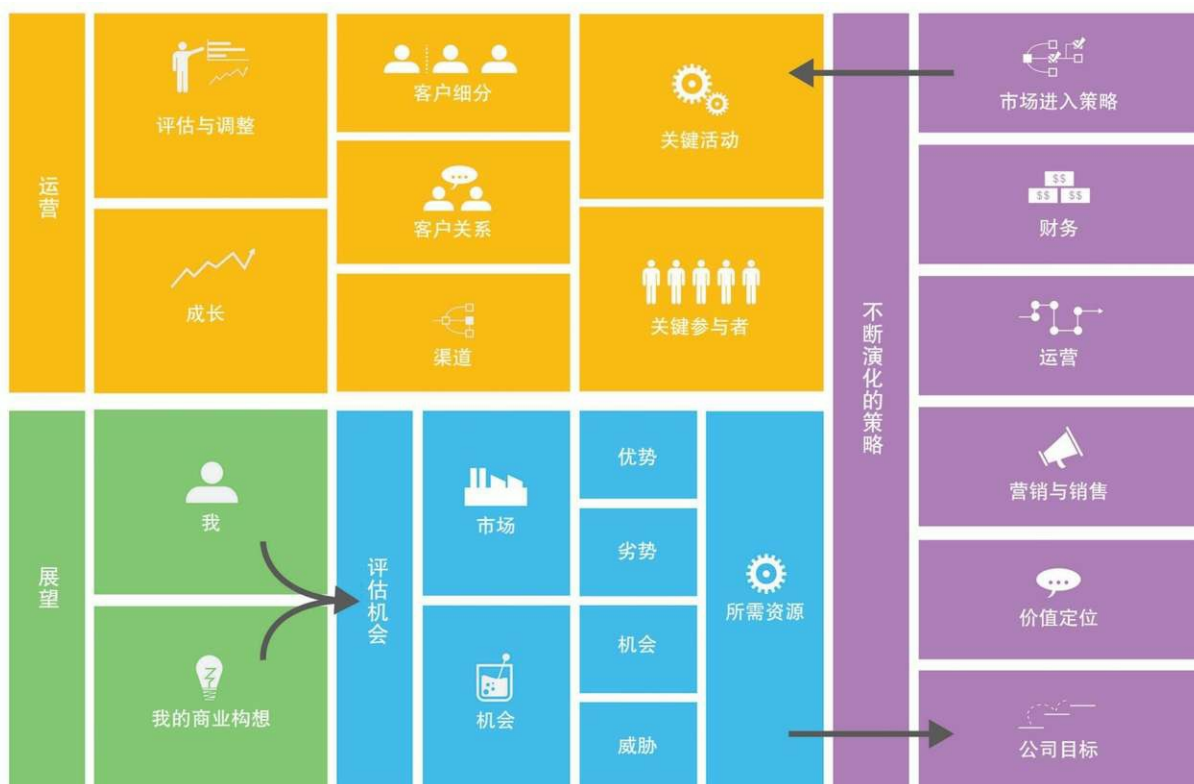 运营
评估与调整
成长
客户细分
客户关系
渠道
关键活动
关键参与者
展望
我
我的商业构想
评估机会
市场
机会
优势
劣势
机会
威胁
所需资源
不断演化的策略
市场进入策略
$$
$$ $$
财务
运营
营销与销售
价值定位
公司目标